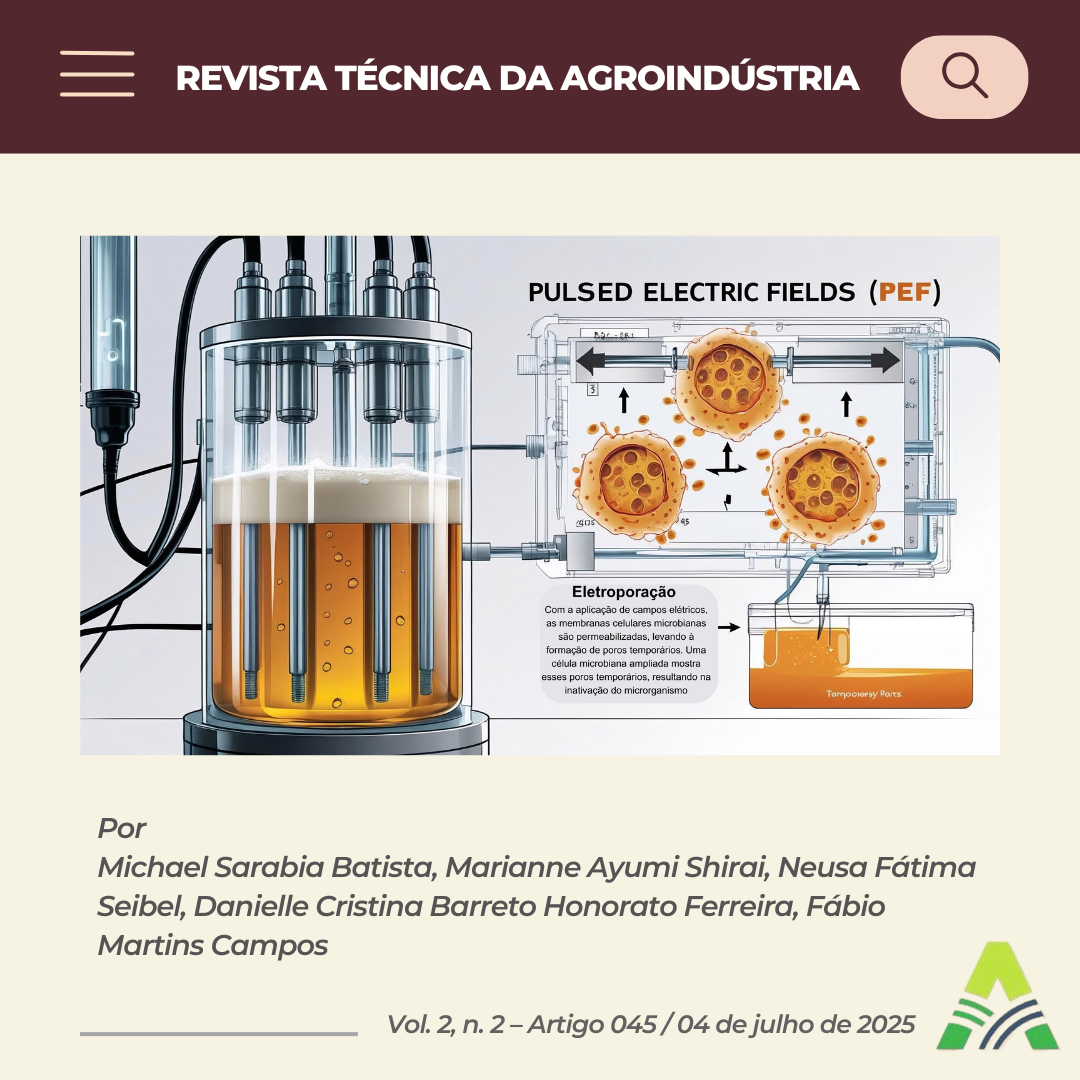 REVISTA TÉCNICA DA AGROINDÚSTRIA
PULSED ELECTRIC FIELDS (PEF)
3
Eletroporação
Com a aplicação de campos elétricos,
as membranas celulares microbianas
são permeabilizadas, levando à
formação de poros temporários. Uma
célula microbiana ampliada mostra
esses poros temporários, resultando na
inativação do microrganismo
Por
Michael Sarabia Batista, Marianne Ayumi Shirai, Neusa Fátima
Seibel, Danielle Cristina Barreto Honorato Ferreira, Fábio
Martins Campos
Vol. 2, n. 2 – Artigo 045 / 04 de julho de 2025